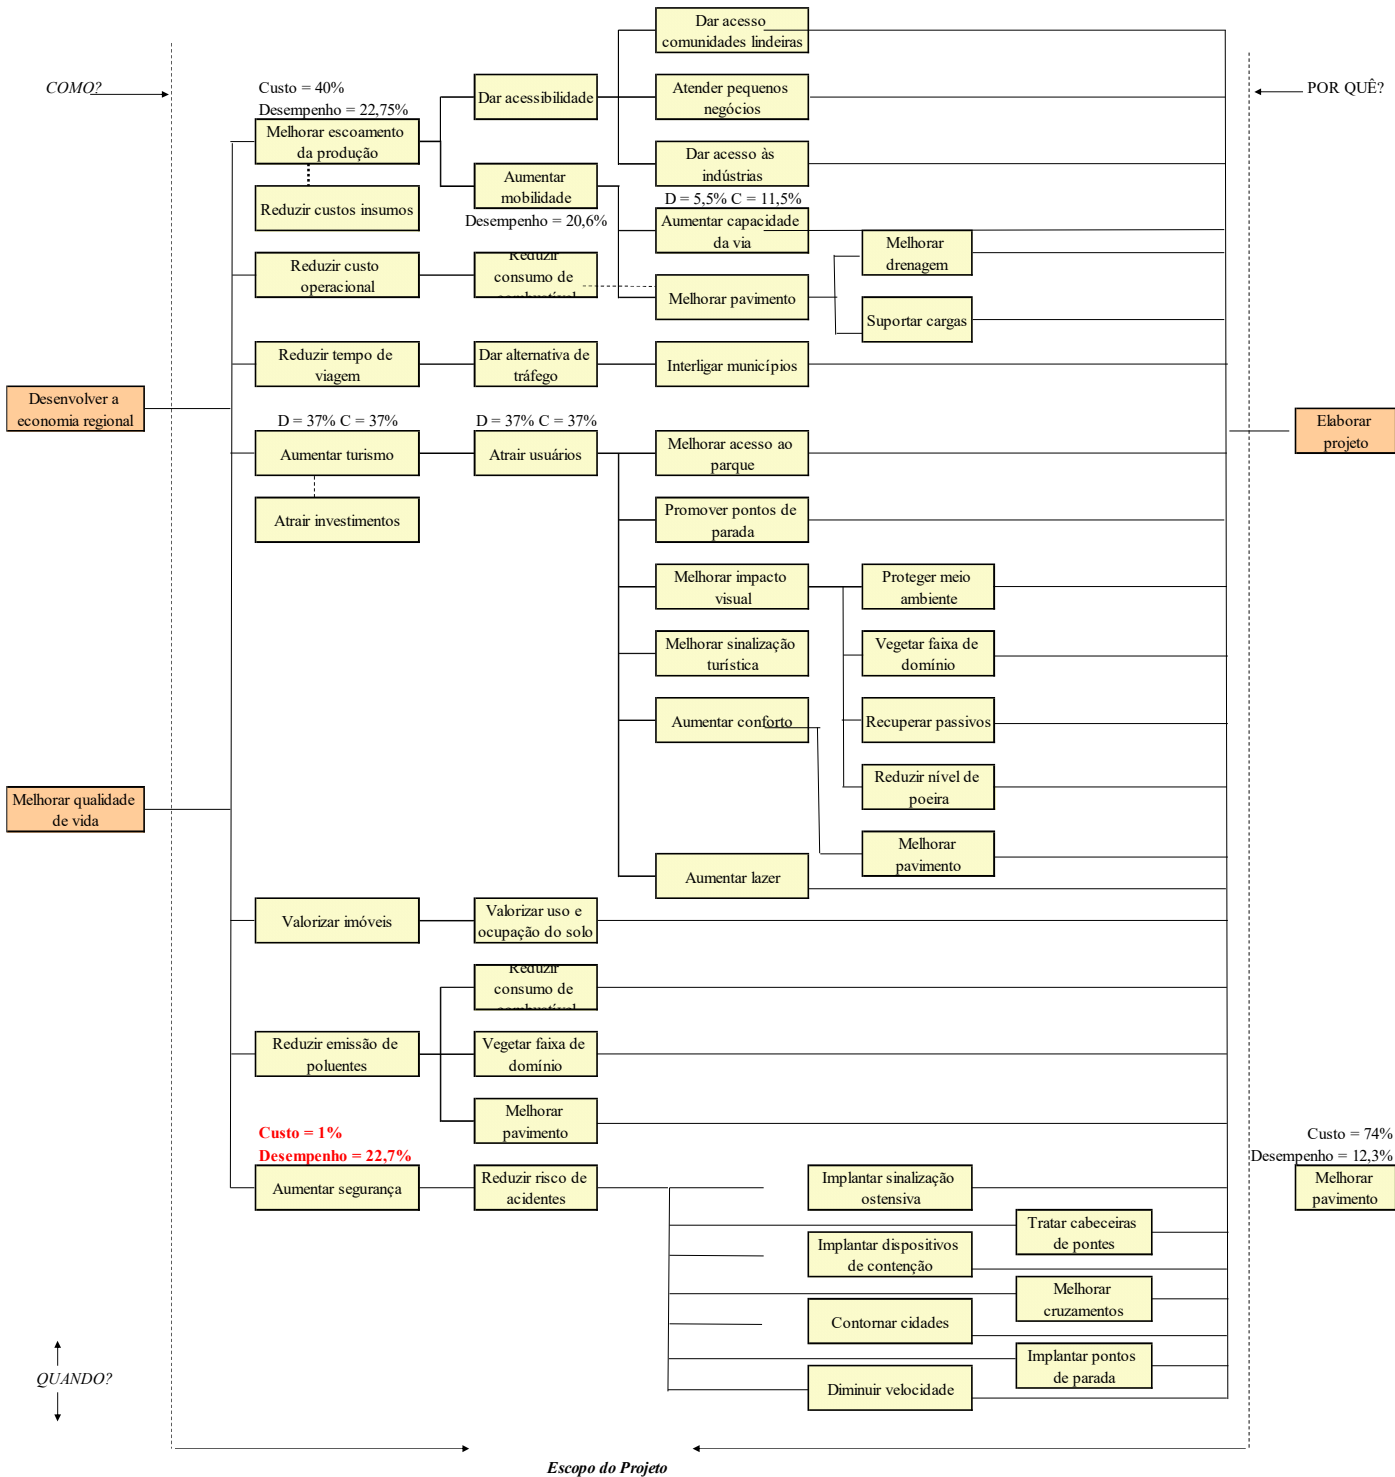 Dar acesso
comunidades lindeiras
COMO?
Custo = 40%
Desempenho = 22,75%
Dar acessibilidade
Atender pequenos
negócios
POR QUÊ?
Melhorar escoamento
da produção
Dar acesso às
indústrias
Aumentar
mobilidade
Reduzir custos insumos
Desempenho = 20,6%
D = 5,5% C = 11,5%
Aumentar capacidade
da via
Melhorar
drenagem
Reduzir custo
operacional
Reduzir
consumo de
combustível
Melhorar pavimento
Suportar cargas
Reduzir tempo de
viagem
Dar alternativa de
tráfego
Interligar municípios
Desenvolver a
economia regional
D = 37% C = 37%
D = 37% C = 37%
Elaborar
projeto
Aumentar turismo
Atrair usuários
Melhorar acesso ao
parque
Atrair investimentos
Promover pontos de
parada
Melhorar impacto
visual
Proteger meio
ambiente
Melhorar sinalização
turística
Vegetar faixa de
domínio
Aumentar conforto
Recuperar passivos
Reduzir nível de
poeira
Melhorar qualidade
de vida
Melhorar
pavimento
Aumentar lazer
Valorizar imóveis
Valorizar uso e
ocupação do solo
Reduzir
consumo de
combustível
Reduzir emissão de
poluentes
Vegetar faixa de
domínio
Melhorar
pavimento
Custo = 1%
Desempenho = 22,7%
Custo = 74%
Desempenho = 12,3%
Aumentar segurança
Reduzir risco de
acidentes
Implantar sinalização
ostensiva
Melhorar
pavimento
Tratar cabeceiras
de pontes
Implantar dispositivos
de contenção
Melhorar
cruzamentos
Contornar cidades
Implantar pontos
de parada
QUANDO?
Diminuir velocidade
Escopo do Projeto